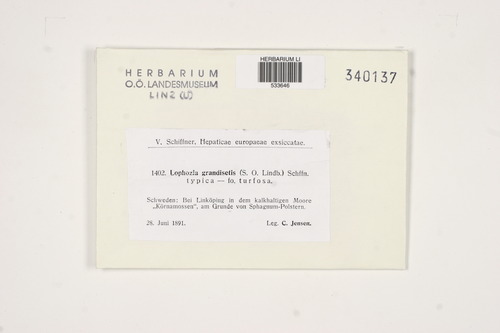 HERBARIUM
O.Ö. LANDESMUSEUM
LINZ (LI)
HERBARIUM LI
533646
340137
V. Schiffner, Hepaticae europaeae exsiccatae.
1402. Lophozia grandiretis (S. O. Lindb.) Schffn.
typica — fo. turfosa.
Schweden: Bei Linköping in dem kalkhaltigen Moore
„Körnamossen", am Grunde von Sphagnum-Polstern.
28. Juni 1891. Leg. C. Jensen.